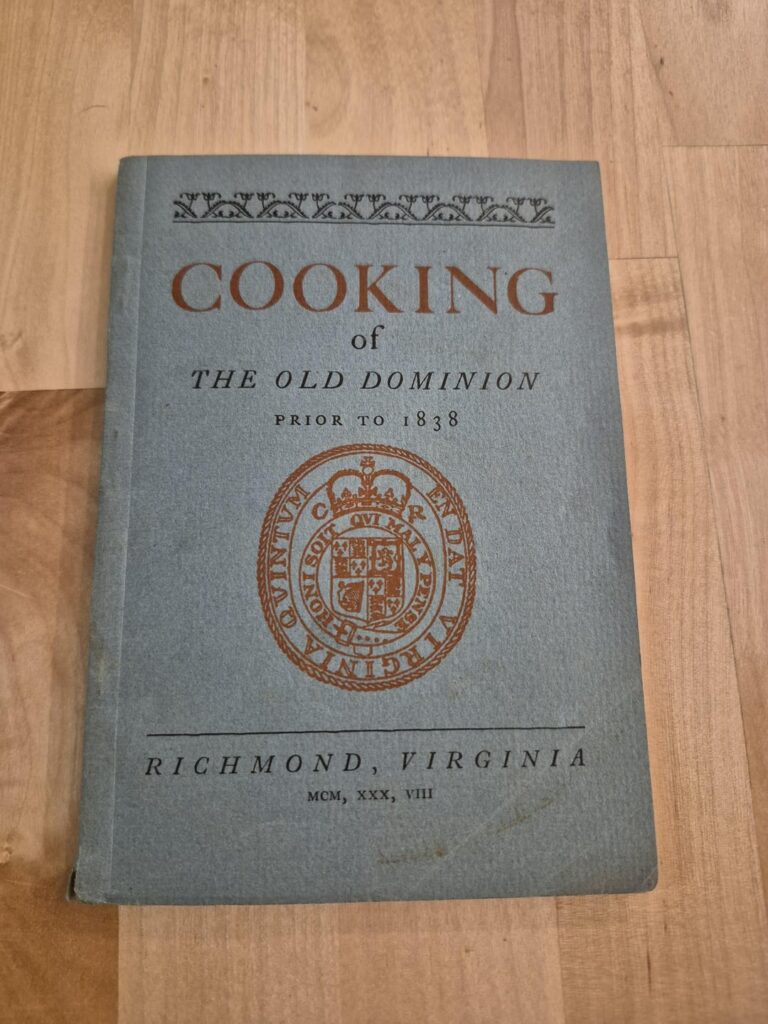 COOKING
of
THE OLD DOMINION
PRIOR TO 1838
EN DAT VIRGINIA QVINTVM
C R
HONI SOIT QVI MAL Y PENSE
RICHMOND, VIRGINIA
MCM, XXX, VIII